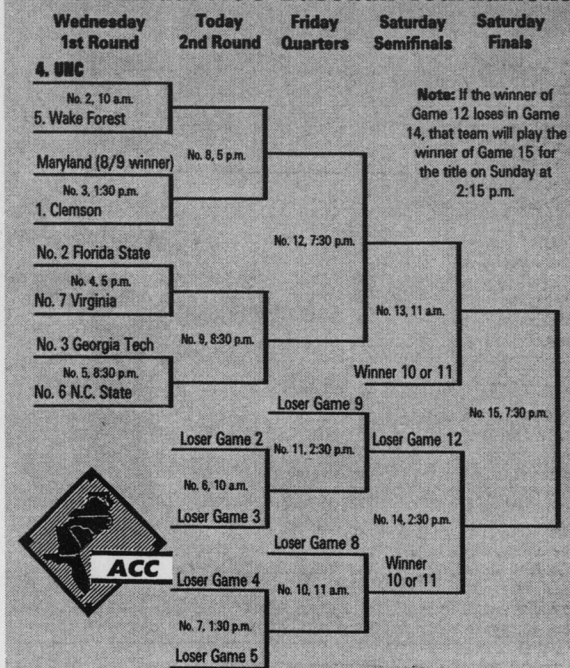 Wednesday
1st Round
Today
2nd Round
Friday
Quarters
Saturday
Semifinals
Saturday
Finals
4. UNC
No. 2, 10 a.m.
5. Wake Forest
No. 8, 5 p.m.
Maryland (8/9 winner)
No. 3, 1:30 p.m.
1. Clemson
Note: If the winner of
Game 12 loses in Game
14, that team will play the
winner of Game 15 for
the title on Sunday at
2:15 p.m.
No. 12, 7:30 p.m.
No. 2 Florida State
No. 4, 5 p.m.
No. 7 Virginia
No. 9, 8:30 p.m.
No. 3 Georgia Tech
No. 5, 8:30 p.m.
No. 6 N.C. State
No. 13, 11 a.m.
Winner 10 or 11
No. 15, 7:30 p.m.
Loser Game 9
Loser Game 2
No. 11, 2:30 p.m.
Loser Game 12
No. 6, 10 a.m.
Loser Game 3
No. 14, 2:30 p.m.
Loser Game 8
ACC
Loser Game 4
No. 10, 11 a.m.
Winner
10 or 11
No. 7, 1:30 p.m.
Loser Game 5